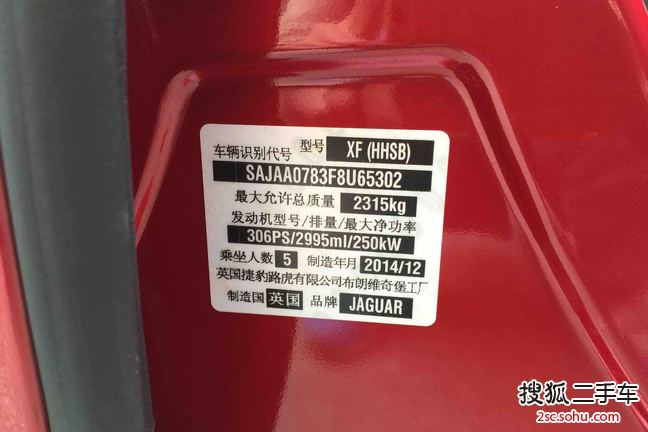 车辆识别代号 型号 XF (HHSB)
SAJAA0783F8U65302
最大允许总质量 2315kg
发动机型号/排量/最大净功率
306PS/2995ml/250kW
乘坐人数 5 制造年月 2014/12
英国捷豹路虎有限公司布朗维奇堡工厂
制造国 英国 品牌 JAGUAR
搜狐二手车
2sc.sohu.com